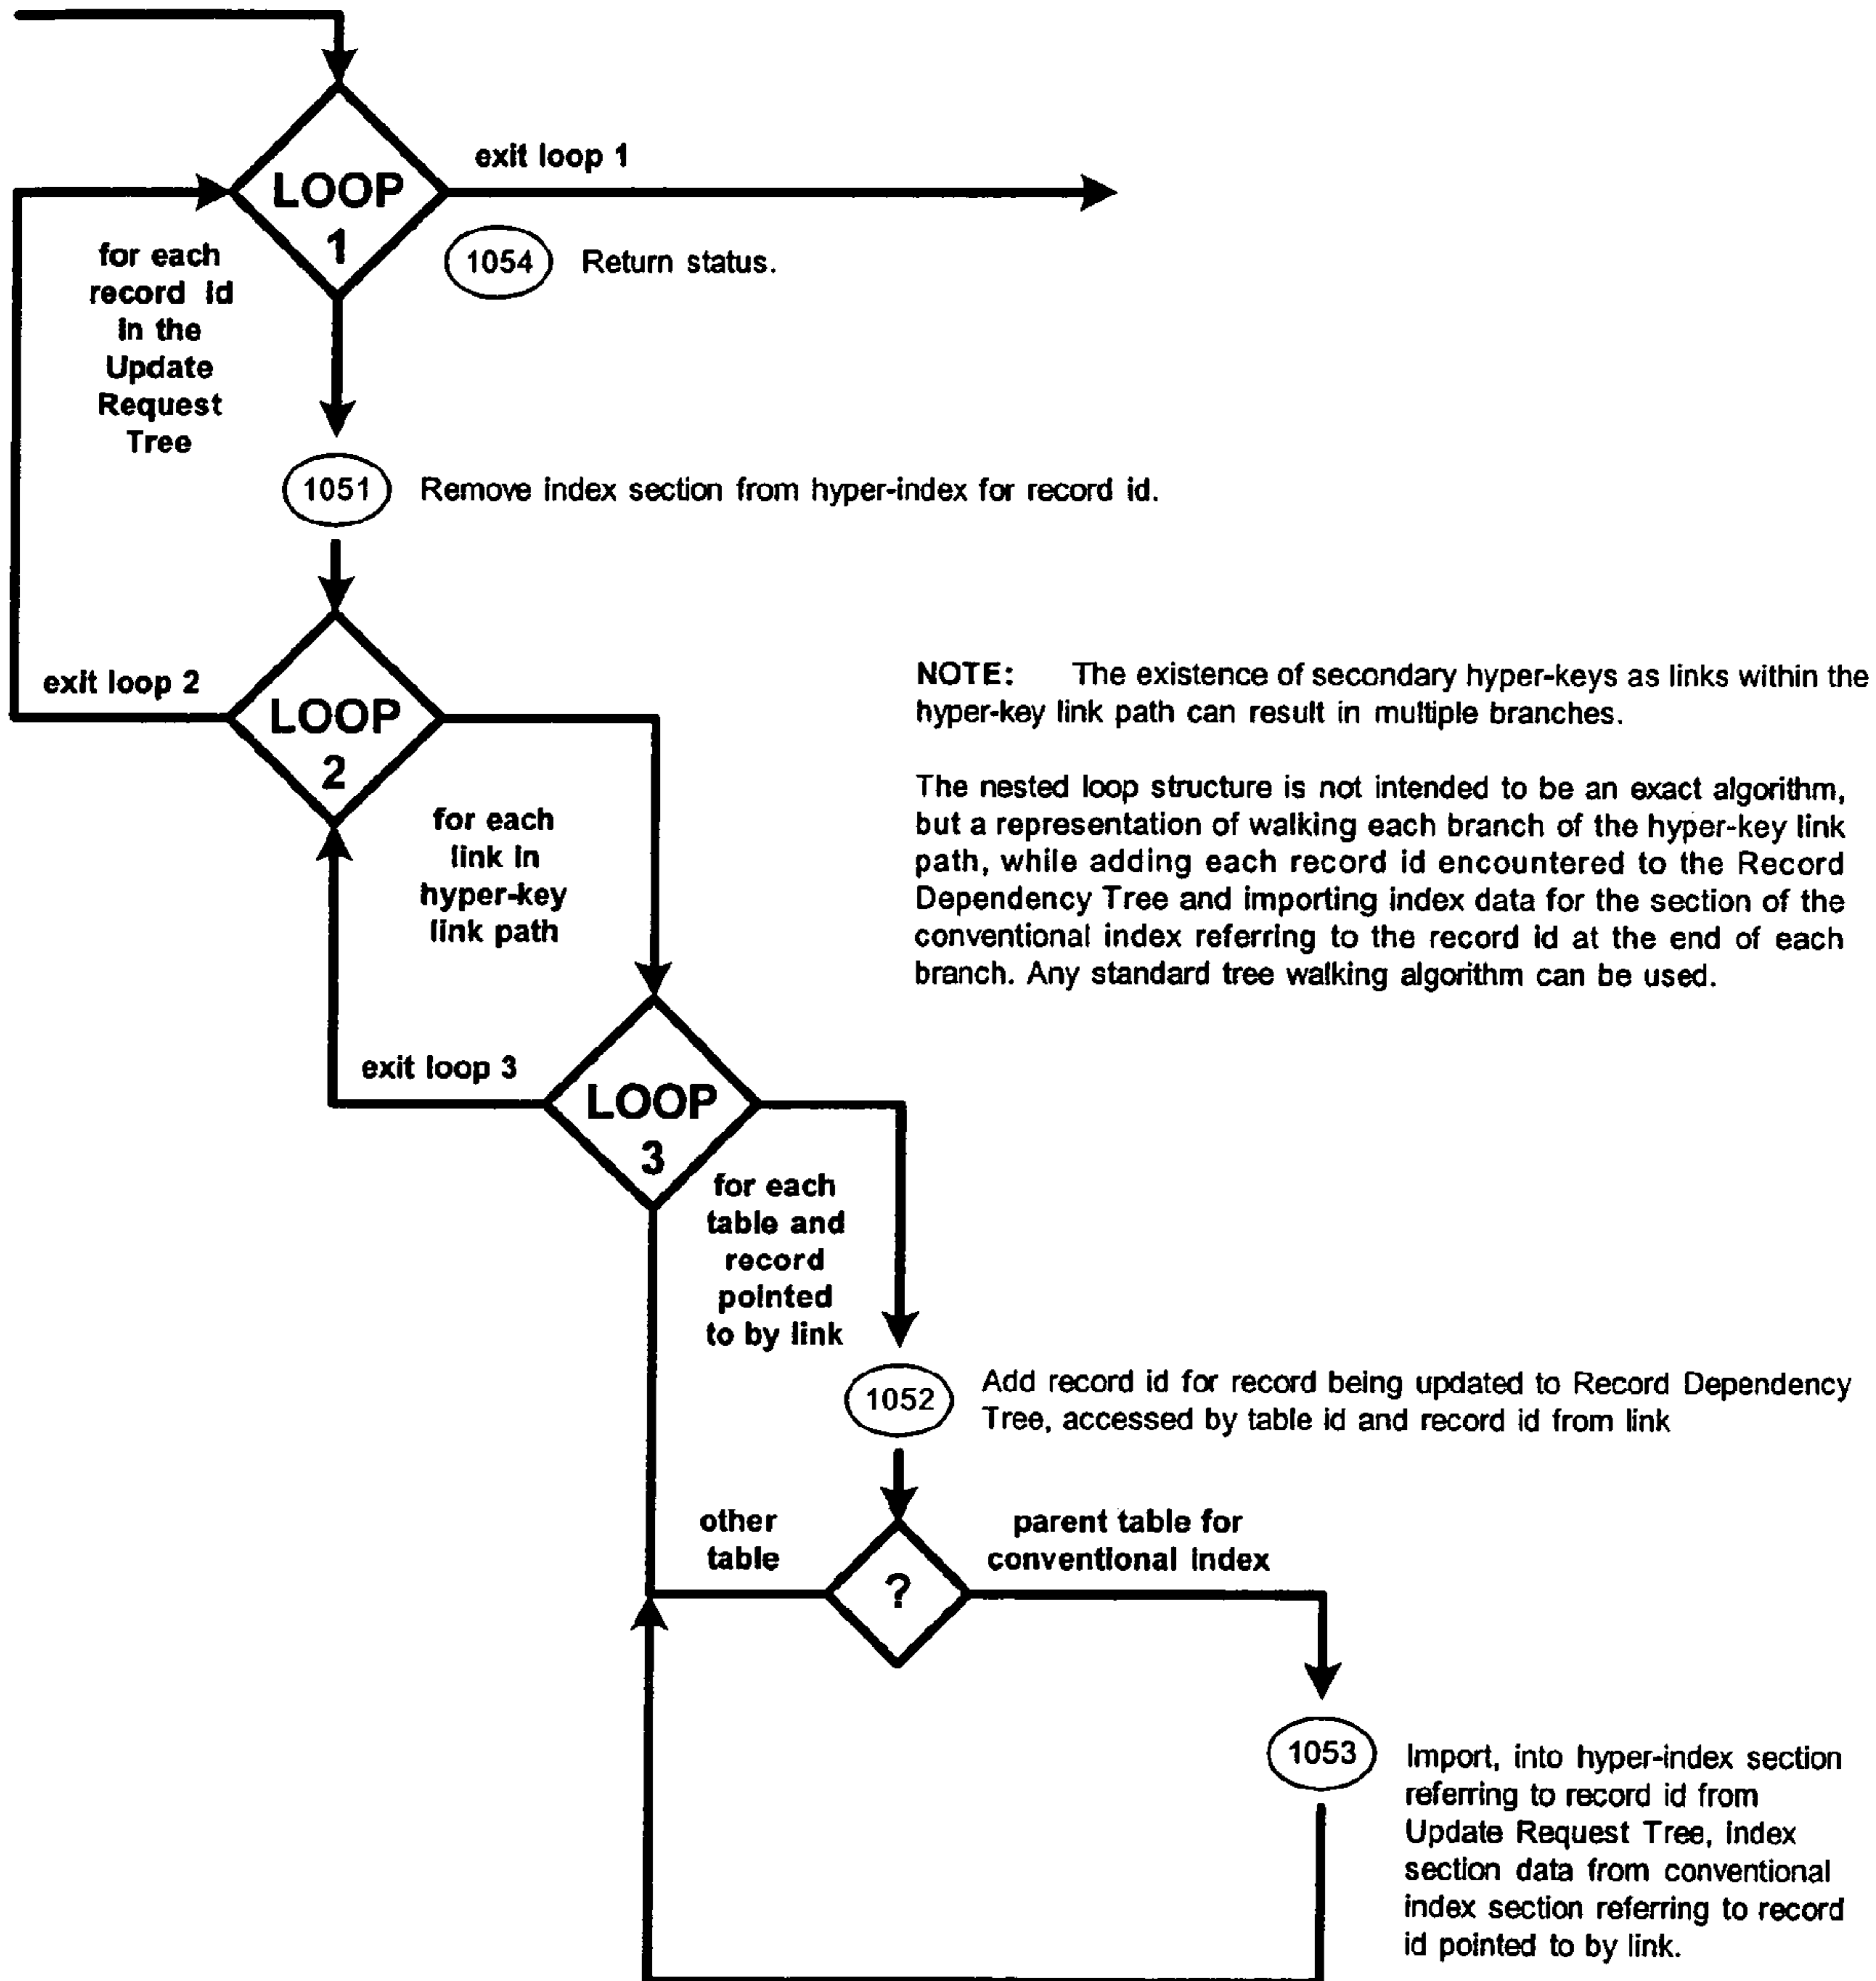 exit loop 1
LOOP
1
for each
record id
in the
Update
Request
Tree
1054 Return status.
1051 Remove index section from hyper-index for record id.
exit loop 2
LOOP
2
NOTE: The existence of secondary hyper-keys as links within the
hyper-key link path can result in multiple branches.
The nested loop structure is not intended to be an exact algorithm,
but a representation of walking each branch of the hyper-key link
path, while adding each record id encountered to the Record
Dependency Tree and importing index data for the section of the
conventional index referring to the record id at the end of each
branch. Any standard tree walking algorithm can be used.
for each
link in
hyper-key
link path
exit loop 3
LOOP
3
for each
table and
record
pointed
to by link
1052
Add record id for record being updated to Record Dependency
Tree, accessed by table id and record id from link
other
table
parent table for
conventional index
?
1053
Import, into hyper-index section
referring to record id from
Update Request Tree, index
section data from conventional
index section referring to record
id pointed to by link.